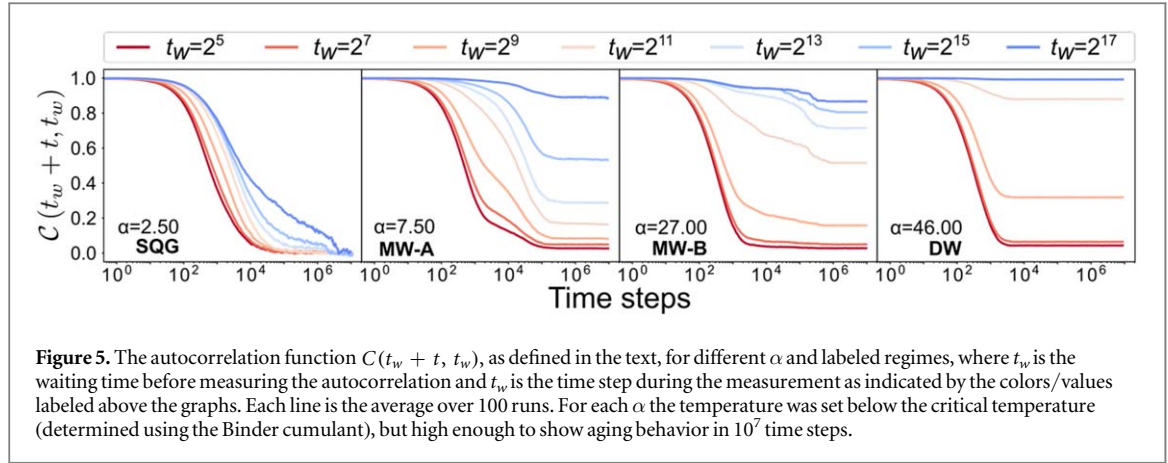 t_W=2^5 t_W=2^7 t_W=2^9 t_W=2^11 t_W=2^13 t_W=2^15 t_W=2^17
C(t_w + t, t_w)
1.0
0.8
0.6
0.4
0.2
0.0
α=2.50
SQG
α=7.50
MW-A
α=27.00
MW-B
α=46.00
DW
10^0 10^2 10^4 10^6 10^0 10^2 10^4 10^6 10^0 10^2 10^4 10^6 10^0 10^2 10^4 10^6
Time steps
Figure 5. The autocorrelation function C(t_w + t, t_w), as defined in the text, for different α and labeled regimes, where t_w is the
waiting time before measuring the autocorrelation and t_w is the time step during the measurement as indicated by the colors/values
labeled above the graphs. Each line is the average over 100 runs. For each α the temperature was set below the critical temperature
(determined using the Binder cumulant), but high enough to show aging behavior in 10^7 time steps.